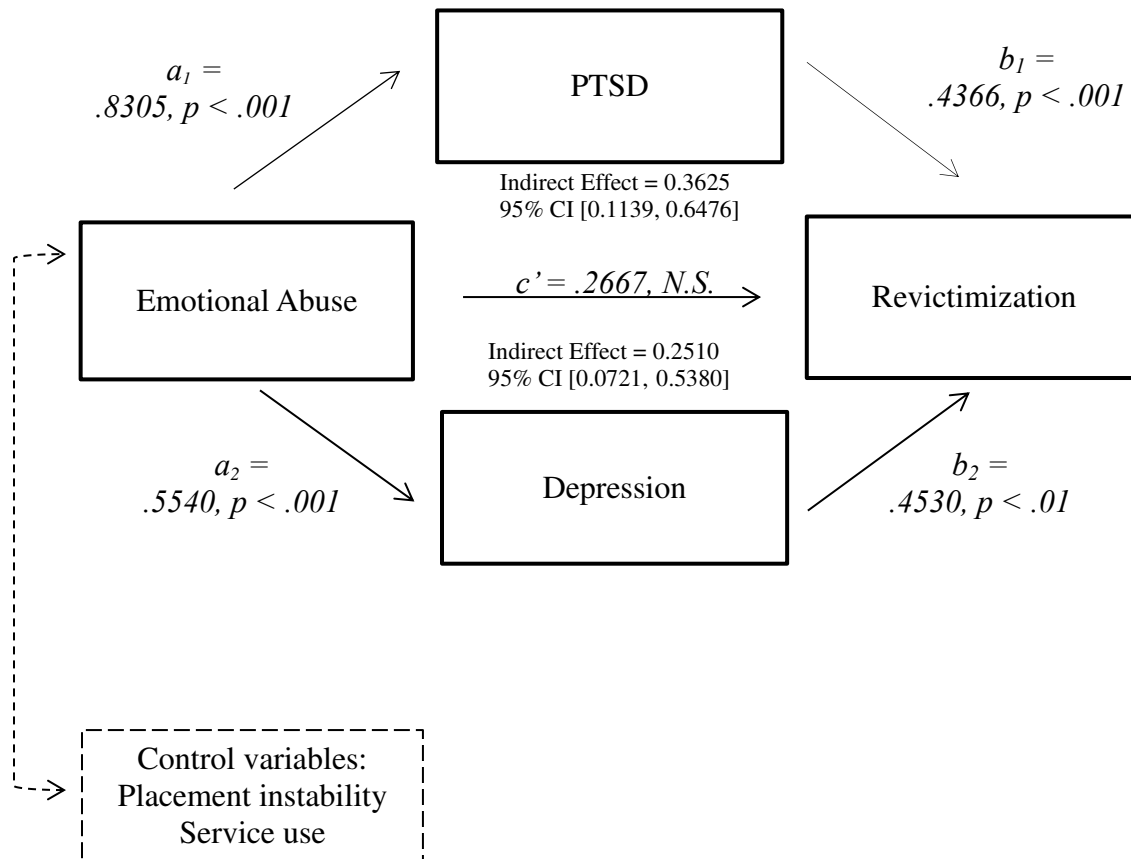 a1 =
.8305, p < .001
PTSD
b1 =
.4366, p < .001
Indirect Effect = 0.3625
95% CI [0.1139, 0.6476]
Emotional Abuse
c’ = .2667, N.S.
Revictimization
Indirect Effect = 0.2510
95% CI [0.0721, 0.5380]
a2 =
.5540, p < .001
Depression
b2 =
.4530, p < .01
Control variables:
Placement instability
Service use